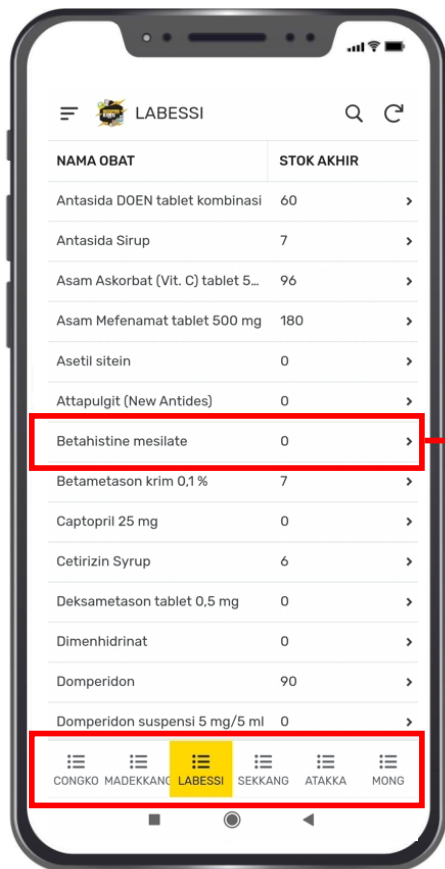 LABESSI
NAMA OBAT STOK AKHIR
Antasida DOEN tablet kombinasi 60
Antasida Sirup 7
Asam Askorbat (Vit. C) tablet 5... 96
Asam Mefenamat tablet 500 mg 180
Asetil sitein 0
Attapulgit (New Antides) 0
Betahistine mesilate 0
Betametason krim 0,1 % 7
Captopril 25 mg 0
Cetirizin Syrup 6
Deksametason tablet 0,5 mg 0
Dimenhidrinat 0
Domperidon 90
Domperidon suspensi 5 mg/5 ml 0
CONGKO MADEKKANG LABESSI SEKKANG ATAKKA MONG